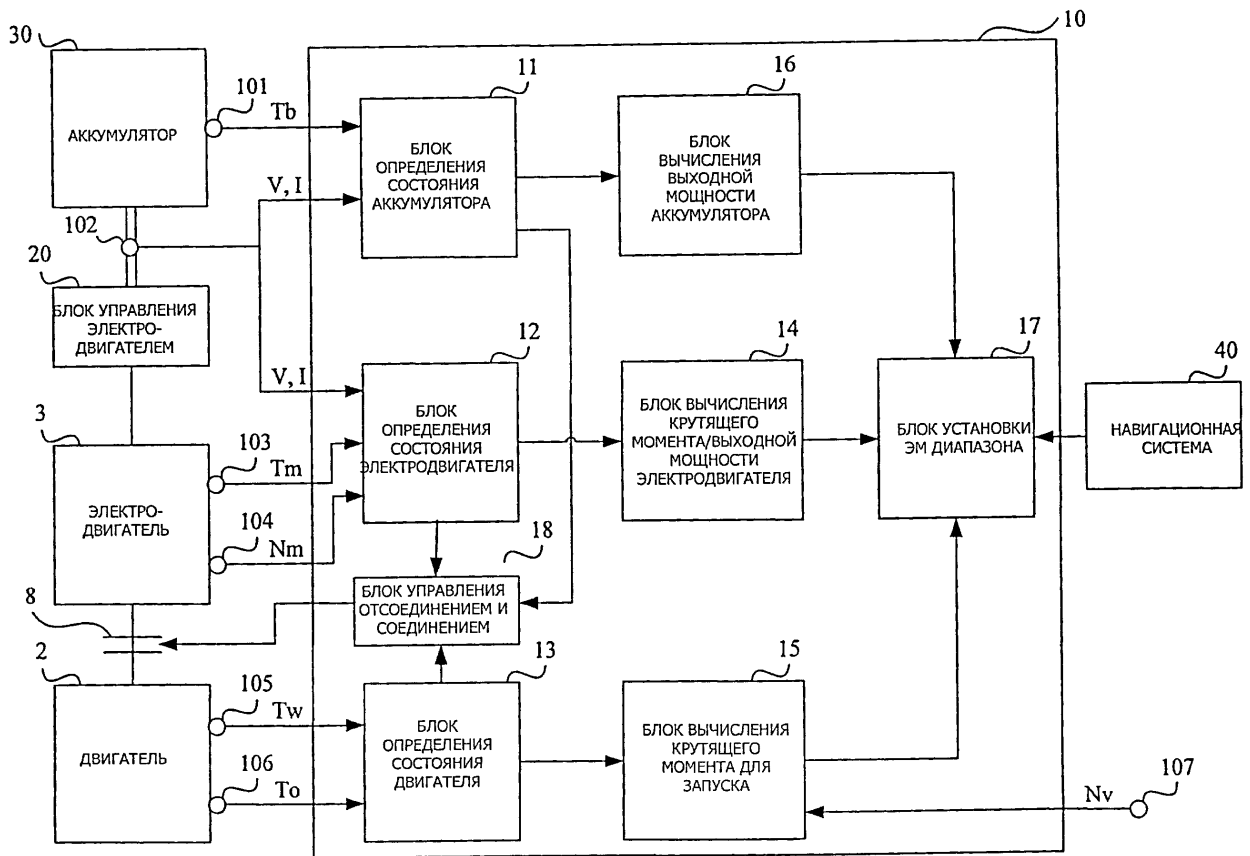 30
10
АККУМУЛЯТОР
101
Tb
11
БЛОК
ОПРЕДЕЛЕНИЯ
СОСТОЯНИЯ
АККУМУЛЯТОРА
16
БЛОК
ВЫЧИСЛЕНИЯ
ВЫХОДНОЙ
МОЩНОСТИ
АККУМУЛЯТОРА
V, I
102
20
БЛОК УПРАВЛЕНИЯ
ЭЛЕКТРО-
ДВИГАТЕЛЕМ
V, I
12
БЛОК
ОПРЕДЕЛЕНИЯ
СОСТОЯНИЯ
ЭЛЕКТРОДВИГАТЕЛЯ
14
БЛОК ВЫЧИСЛЕНИЯ
КРУТЯЩЕГО
МОМЕНТА/ВЫХОДНОЙ
МОЩНОСТИ
ЭЛЕКТРОДВИГАТЕЛЯ
17
БЛОК УСТАНОВКИ
ЭМ ДИАПАЗОНА
40
НАВИГАЦИОННАЯ
СИСТЕМА
3
ЭЛЕКТРО-
ДВИГАТЕЛЬ
103
Tm
104
Nm
18
БЛОК УПРАВЛЕНИЯ
ОТСОЕДИНЕНИЕМ И
СОЕДИНЕНИЕМ
8
2
ДВИГАТЕЛЬ
105
Tw
106
To
13
БЛОК
ОПРЕДЕЛЕНИЯ
СОСТОЯНИЯ
ДВИГАТЕЛЯ
15
БЛОК ВЫЧИСЛЕНИЯ
КРУТЯЩЕГО
МОМЕНТА ДЛЯ
ЗАПУСКА
Nv
107